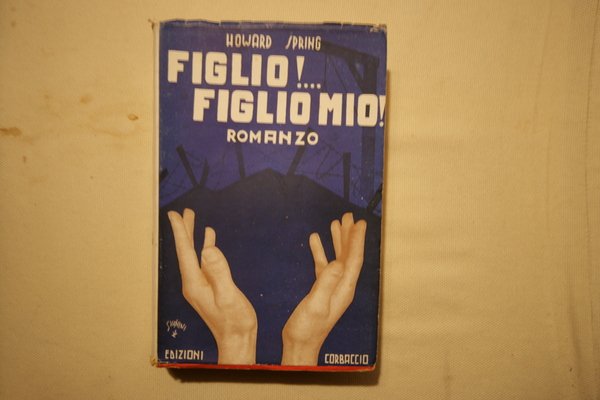 HOWARD SPRING
FIGLIO!....
FIGLIO MIO!
ROMANZO
EDIZIONI CORBACCIO